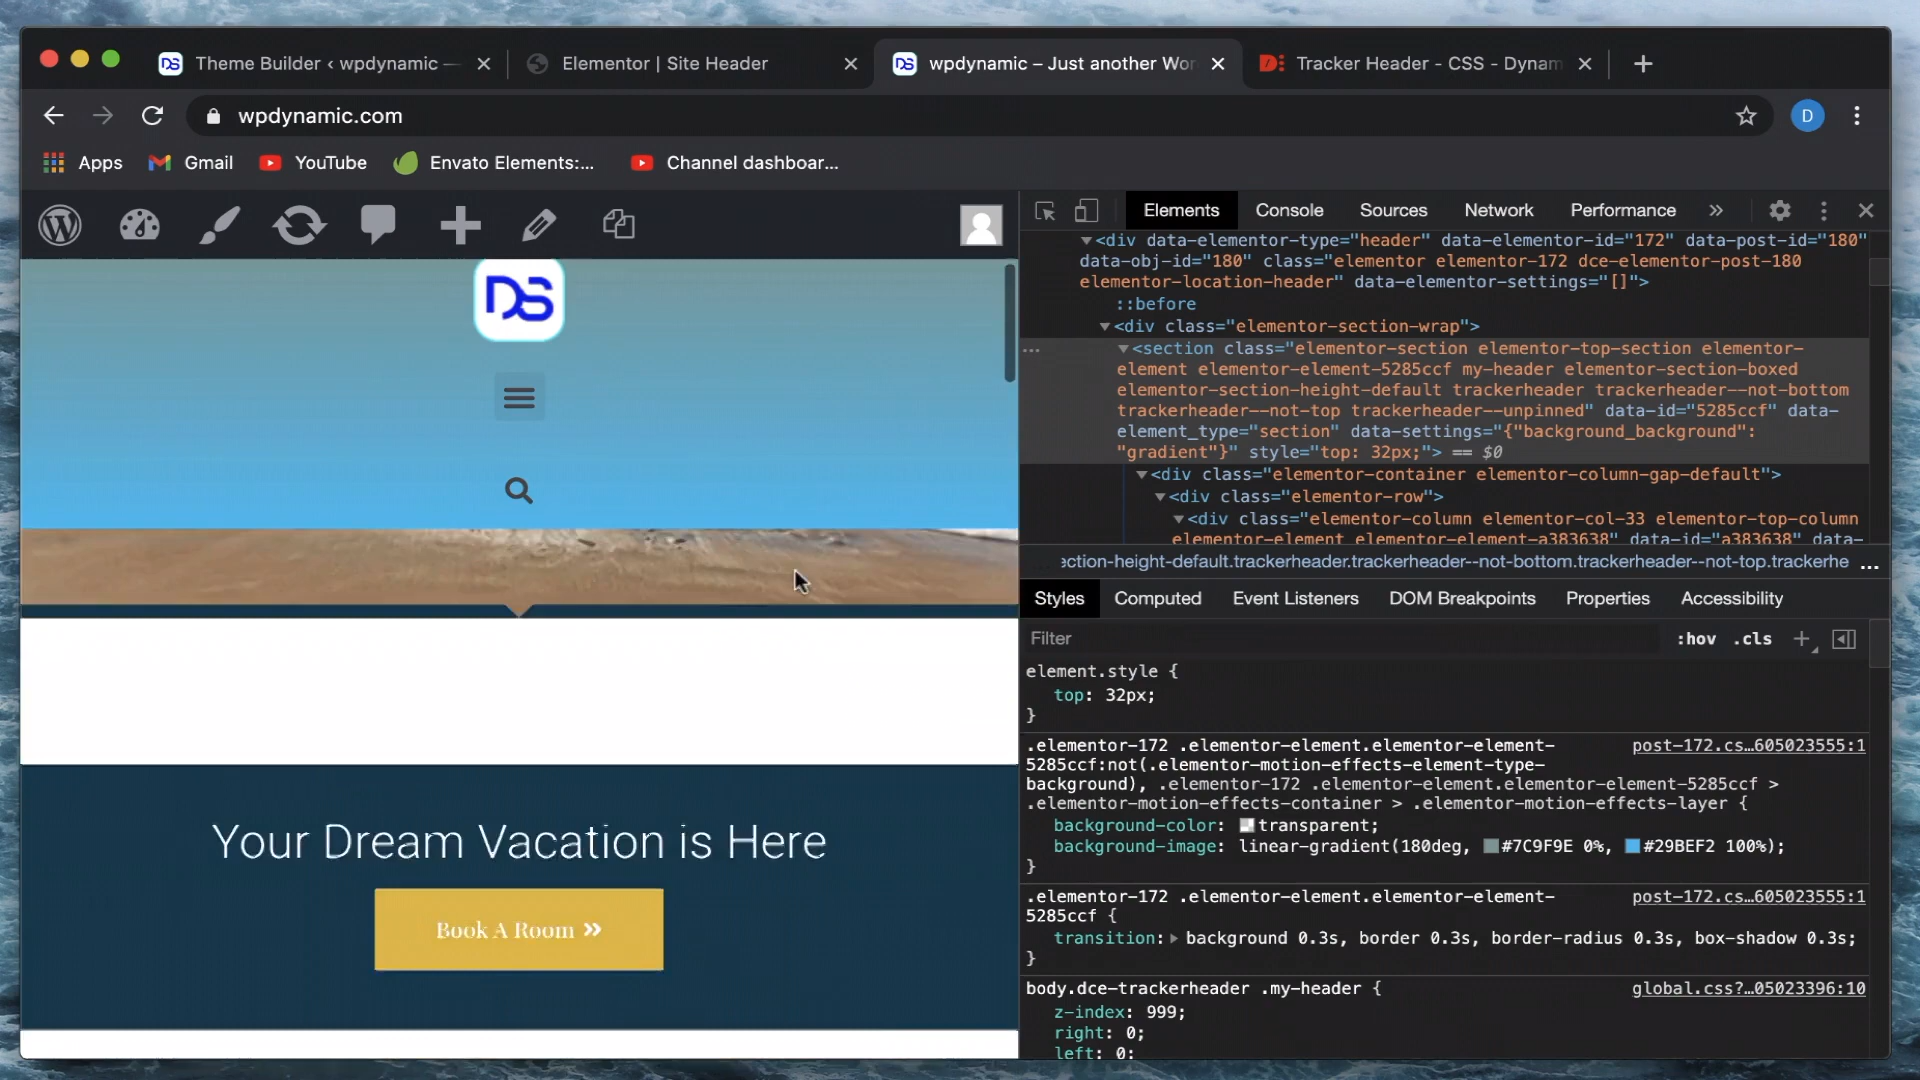 Theme Builder ‹ wpdynamic —
Elementor | Site Header
wpdynamic – Just another Wor
Tracker Header - CSS - Dynam
wpdynamic.com
D
Apps
Gmail
YouTube
Envato Elements:...
Channel dashboar...
Elements
Console
Sources
Network
Performance
DS
<div data-elementor-type="header" data-elementor-id="172" data-post-id="180"
data-obj-id="180" class="elementor elementor-172 dce-elementor-post-180
elementor-location-header" data-elementor-settings="[]">
::before
<div class="elementor-section-wrap">
<section class="elementor-section elementor-top-section elementor-
element elementor-element-5285ccf my-header elementor-section-boxed
elementor-section-height-default trackerheader trackerheader--not-bottom
trackerheader--not-top trackerheader--unpinned" data-id="5285ccf" data-
element_type="section" data-settings="{"background_background":
"gradient"}" style="top: 32px;"> == $0
<div class="elementor-container elementor-column-gap-default">
<div class="elementor-row">
<div class="elementor-column elementor-col-33 elementor-top-column
elementor-element elementor-element-a383638" data-id="a383638" data-
ection-height-default.trackerheader.trackerheader--not-bottom.trackerheader--not-top.trackerhe ...
Styles
Computed
Event Listeners
DOM Breakpoints
Properties
Accessibility
Filter
:hov .cls
element.style {
top: 32px;
}
.elementor-172 .elementor-element.elementor-element-
post-172.cs…605023555:1
5285ccf:not(.elementor-motion-effects-element-type-
background), .elementor-172 .elementor-element.elementor-element-5285ccf >
.elementor-motion-effects-container > .elementor-motion-effects-layer {
background-color: transparent;
background-image: linear-gradient(180deg, #7C9F9E 0%, #29BEF2 100%);
}
.elementor-172 .elementor-element.elementor-element-
post-172.cs…605023555:1
5285ccf {
transition: background 0.3s, border 0.3s, border-radius 0.3s, box-shadow 0.3s;
}
body.dce-trackerheader .my-header {
global.css?…05023396:10
z-index: 999;
right: 0;
left: 0;
Your Dream Vacation is Here
Book A Room »